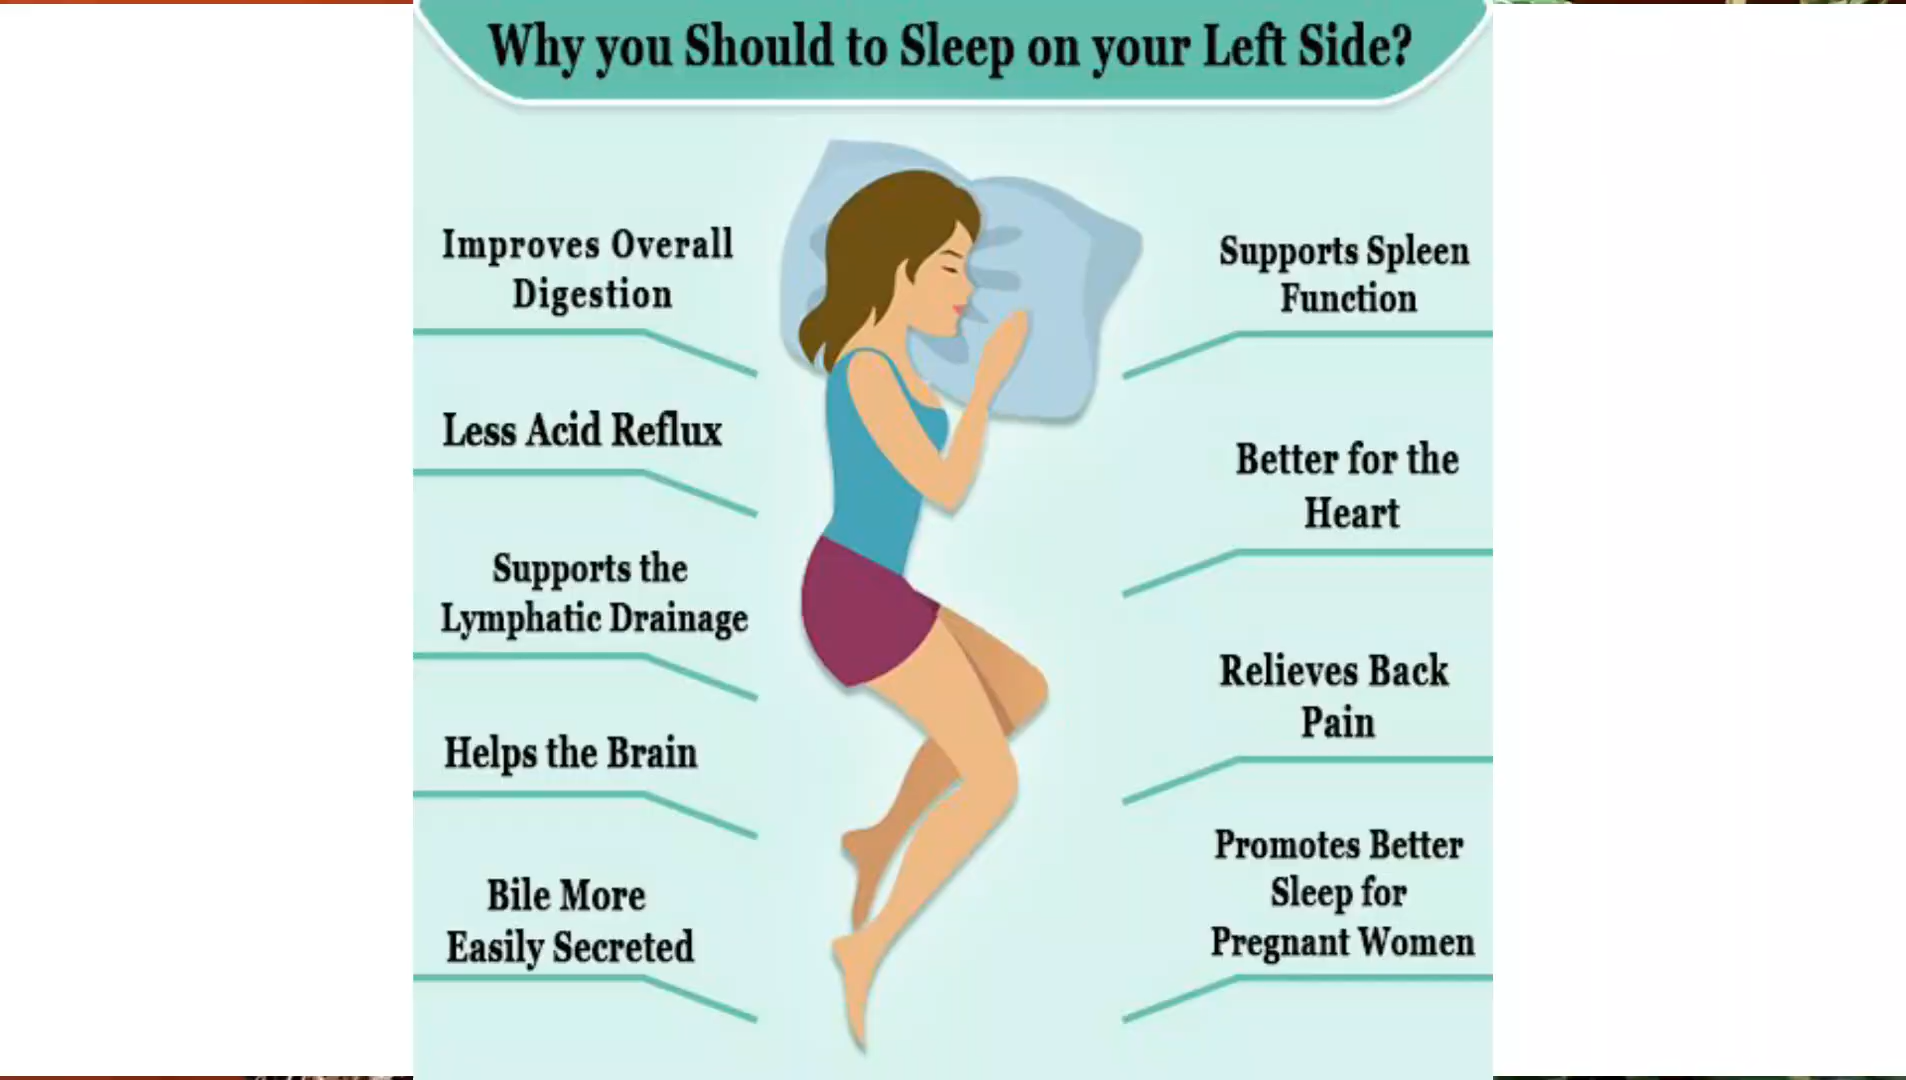 Why you Should to Sleep on your Left Side?
Improves Overall
Digestion
Less Acid Reflux
Supports the
Lymphatic Drainage
Helps the Brain
Bile More
Easily Secreted
Supports Spleen
Function
Better for the
Heart
Relieves Back
Pain
Promotes Better
Sleep for
Pregnant Women